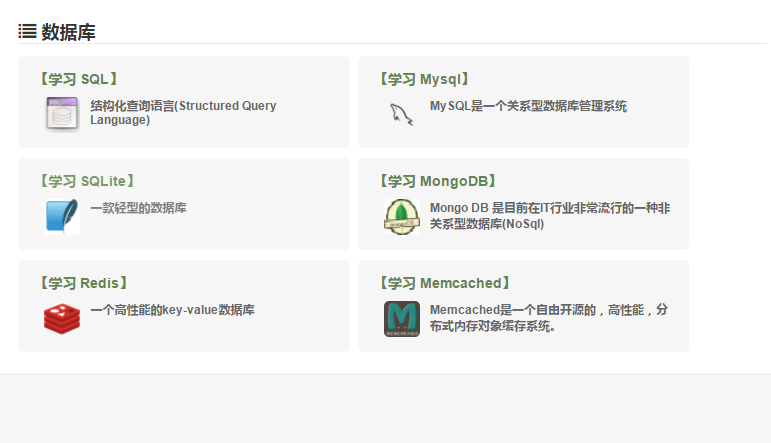 数据库
【学习 SQL】
结构化查询语言(Structured Query
Language)
【学习 Mysql】
MySQL是一个关系型数据库管理系统
【学习 SQLite】
一款轻型的数据库
【学习 MongoDB】
Mongo DB 是目前在IT行业非常流行的一种非
关系型数据库(NoSql)
【学习 Redis】
一个高性能的key-value数据库
【学习 Memcached】
Memcached是一个自由开源的，高性能，分
布式内存对象缓存系统。